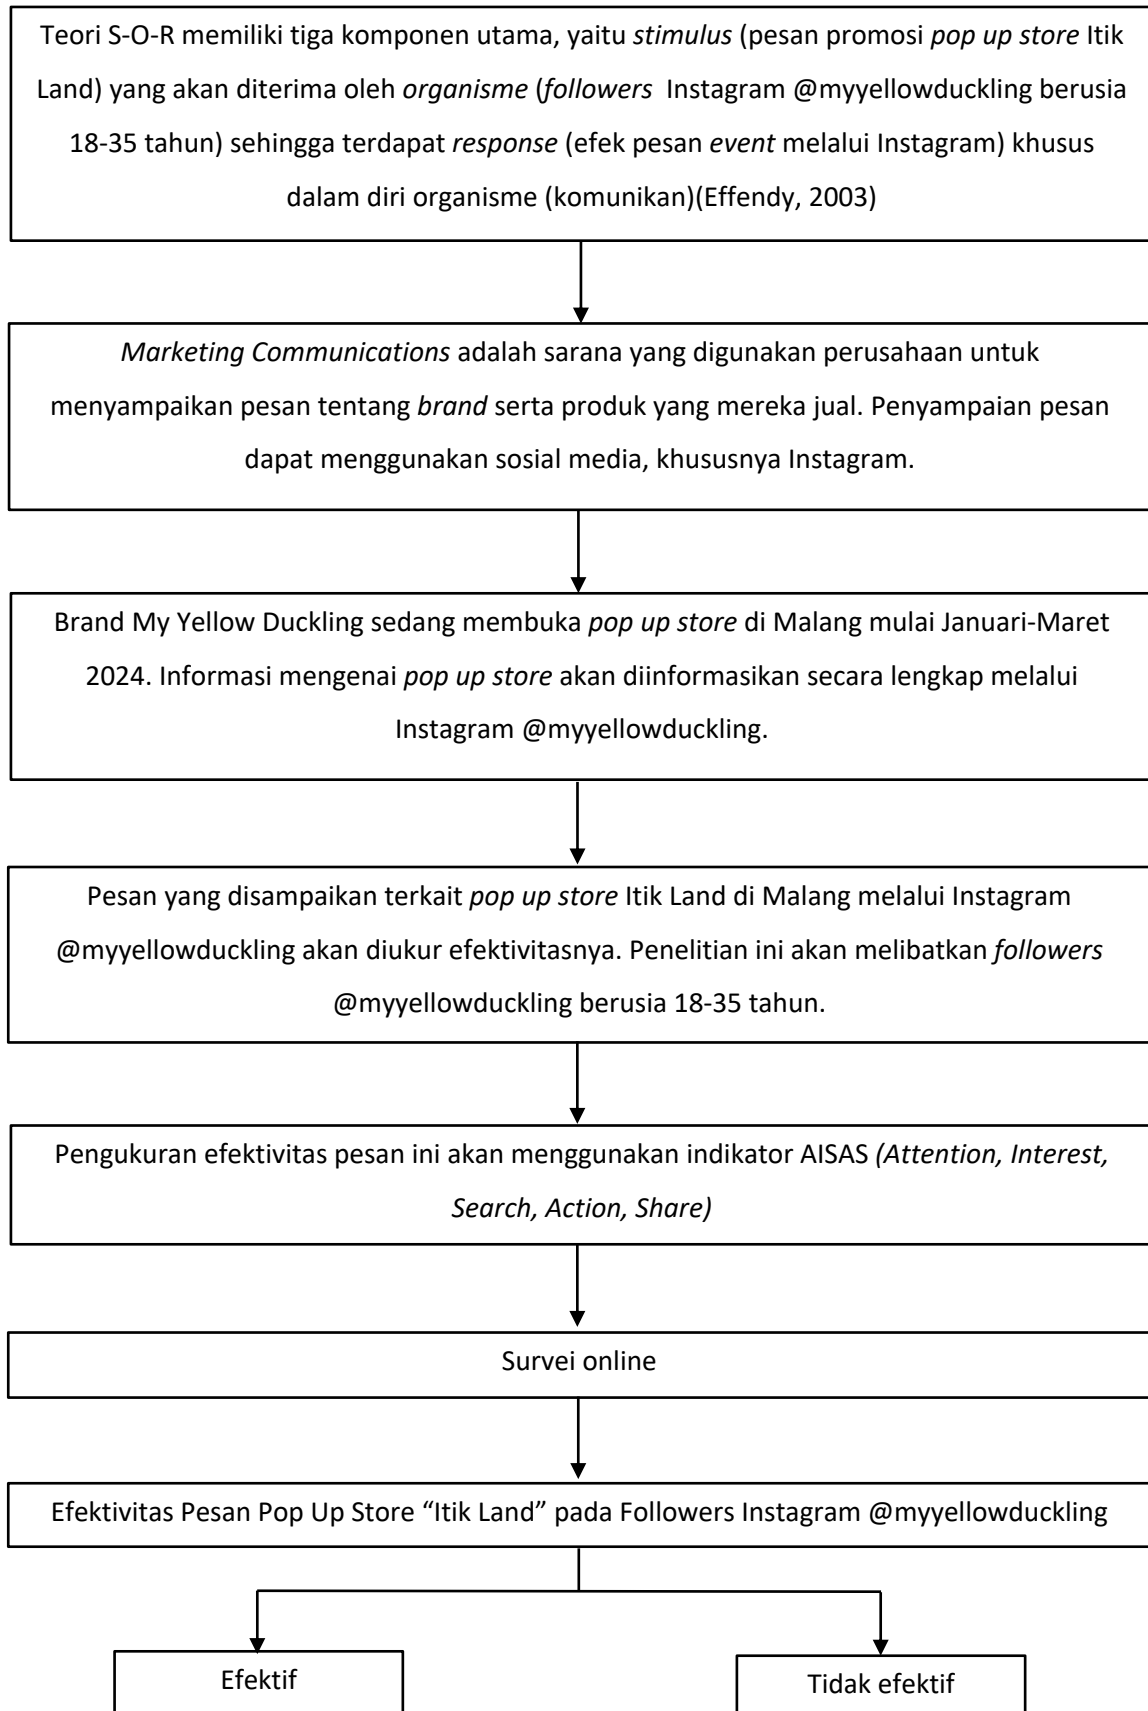 Teori S-O-R memiliki tiga komponen utama, yaitu stimulus (pesan promosi pop up store Itik
Land) yang akan diterima oleh organisme (followers Instagram @myyellowduckling berusia
18-35 tahun) sehingga terdapat response (efek pesan event melalui Instagram) khusus
dalam diri organisme (komunikan)(Effendy, 2003)
Marketing Communications adalah sarana yang digunakan perusahaan untuk
menyampaikan pesan tentang brand serta produk yang mereka jual. Penyampaian pesan
dapat menggunakan sosial media, khususnya Instagram.
Brand My Yellow Duckling sedang membuka pop up store di Malang mulai Januari-Maret
2024. Informasi mengenai pop up store akan diinformasikan secara lengkap melalui
Instagram @myyellowduckling.
Pesan yang disampaikan terkait pop up store Itik Land di Malang melalui Instagram
@myyellowduckling akan diukur efektivitasnya. Penelitian ini akan melibatkan followers
@myyellowduckling berusia 18-35 tahun.
Pengukuran efektivitas pesan ini akan menggunakan indikator AISAS (Attention, Interest,
Search, Action, Share)
Survei online
Efektivitas Pesan Pop Up Store “Itik Land” pada Followers Instagram @myyellowduckling
Efektif
Tidak efektif